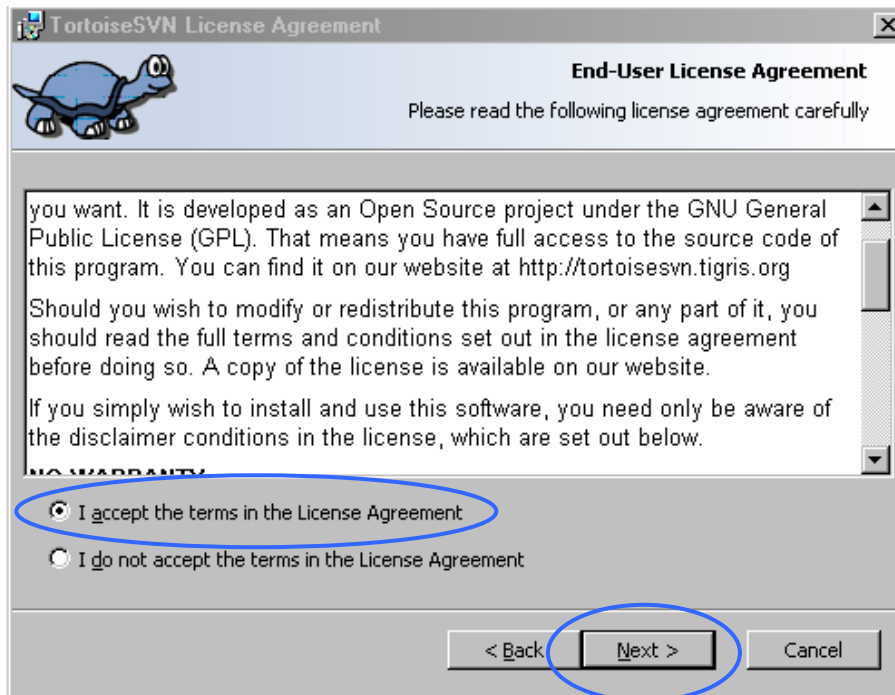 TortoiseSVN License Agreement
End-User License Agreement
Please read the following license agreement carefully
you want. It is developed as an Open Source project under the GNU General
Public License (GPL). That means you have full access to the source code of
this program. You can find it on our website at http://tortoisesvn.tigris.org
Should you wish to modify or redistribute this program, or any part of it, you
should read the full terms and conditions set out in the license agreement
before doing so. A copy of the license is available on our website.
If you simply wish to install and use this software, you need only be aware of
the disclaimer conditions in the license, which are set out below.
NO WARRANTY
I accept the terms in the License Agreement
I do not accept the terms in the License Agreement
< Back Next > Cancel